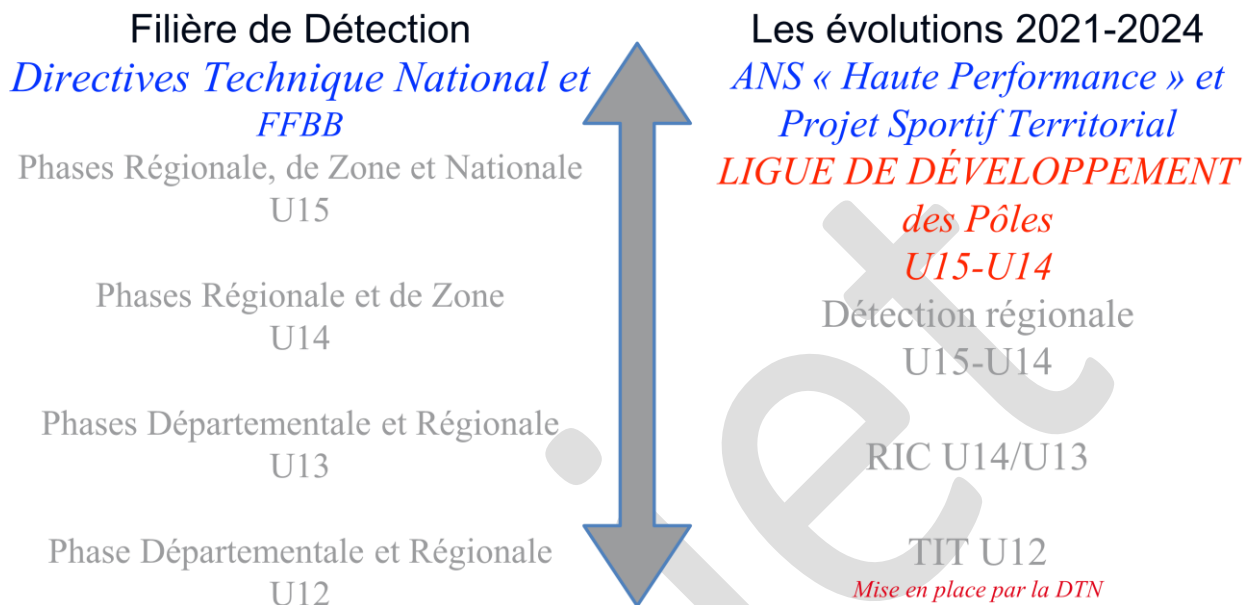 Filière de Détection
Directives Technique National et
FFBB
Phases Régionale, de Zone et Nationale
U15
Phases Régionale et de Zone
U14
Phases Départementale et Régionale
U13
Phase Départementale et Régionale
U12
Les évolutions 2021-2024
ANS « Haute Performance » et
Projet Sportif Territorial
LIGUE DE DÉVELOPPEMENT
des Pôles
U15-U14
Détection régionale
U15-U14
RIC U14/U13
TIT U12
Mise en place par la DTN
jet